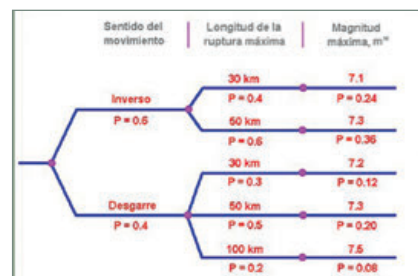 Sentido del movimiento
Longitud de la ruptura máxima
Magnitud máxima, mw
Inverso
P = 0.6
30 km
P = 0.4
7.1
P = 0.24
50 km
P = 0.6
7.3
P = 0.36
Desgarre
P = 0.4
30 km
P = 0.3
7.2
P = 0.12
50 km
P = 0.5
7.3
P = 0.20
100 km
P = 0.2
7.5
P = 0.08